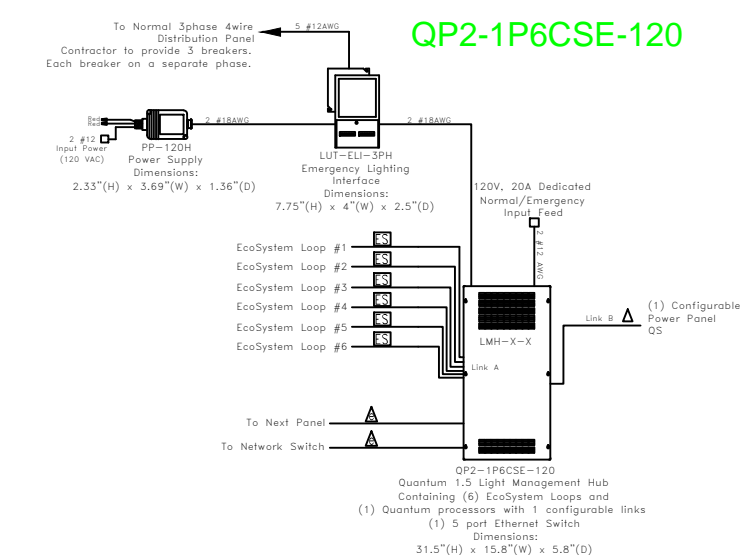 To Normal 3phase 4wire
Distribution Panel
Contractor to provide 3 breakers.
Each breaker on a separate phase.
5 #12AWG
QP2-1P6CSE-120
Red
Red
2 #12
Input Power
(120 VAC)
2 #18AWG
2 #18AWG
PP-120H
Power Supply
Dimensions:
2.33"(H) x 3.69"(W) x 1.36"(D)
LUT-ELI-3PH
Emergency Lighting
Interface
Dimensions:
7.75"(H) x 4"(W) x 2.5"(D)
120V, 20A Dedicated
Normal/Emergency
Input Feed
2 #12 AWG
EcoSystem Loop #1 ES
EcoSystem Loop #2 ES
EcoSystem Loop #3 ES
EcoSystem Loop #4 ES
EcoSystem Loop #5 ES
EcoSystem Loop #6 ES
LMH-X-X
Link A
Link B
(1) Configurable
Power Panel
QS
To Next Panel
To Network Switch
QP2-1P6CSE-120
Quantum 1.5 Light Management Hub
Containing (6) EcoSystem Loops and
(1) Quantum processors with 1 configurable links
(1) 5 port Ethernet Switch
Dimensions:
31.5"(H) x 15.8"(W) x 5.8"(D)